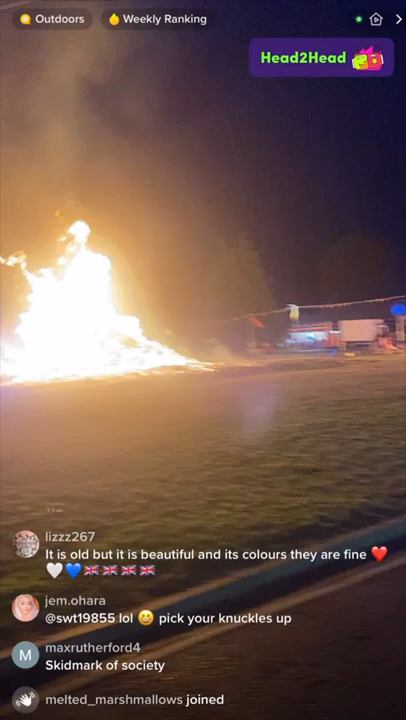 Outdoors
Weekly Ranking
Head2Head
lizzz267
It is old but it is beautiful and its colours they are fine ❤️
🤍💙🇬🇧🇬🇧🇬🇧🇬🇧
jem.ohara
@swt19855 lol 😆 pick your knuckles up
M
maxrutherford4
Skidmark of society
melted_marshmallows joined